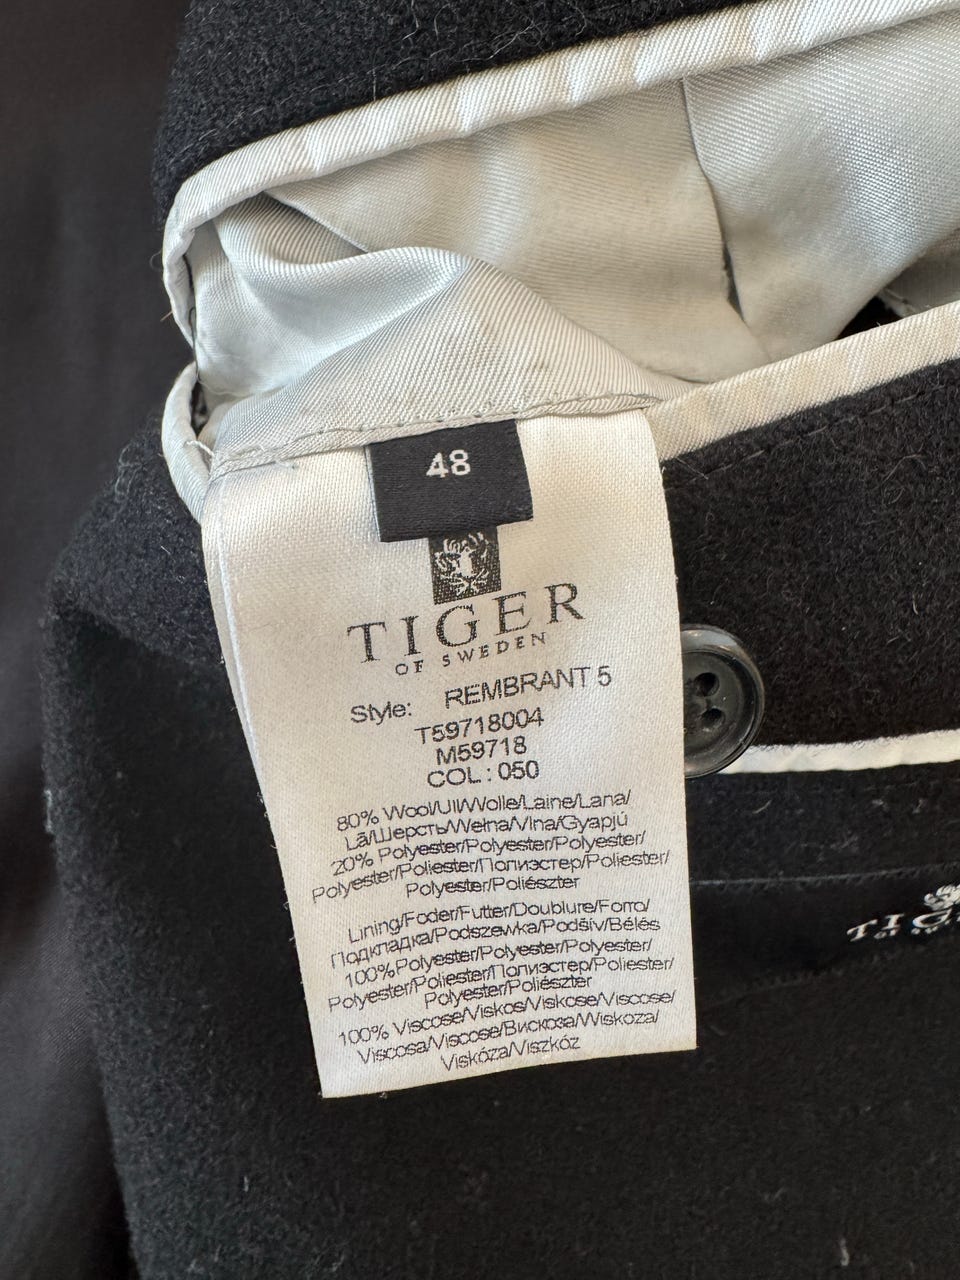 48
TIGER
OF SWEDEN
Style: REMBRANT 5
T59718004
M59718
COL : 050
80% Wool/Ull/Wolle/Laine/Lana/
Lã/Шерсть/Wełna/Vlna/Gyapjú
20% Polyester/Polyester/Polyester/
Polyester/Poliester/Полиэстер/Poliester/
Polyester/Poliészter
Lining/Foder/Futter/Doublure/Forro/
Подкладка/Podszewka/Podšív/Bélés
100%Polyester/Polyester/Polyester/
Polyester/Poliester/Полиэстер/Poliester/
Polyester/Poliészter
100% Viscose/Viskos/Viskose/Viscose/
Viscosa/Viscose/Вискоза/Wiskoza/
Viskóza/Viszkóz
TIG